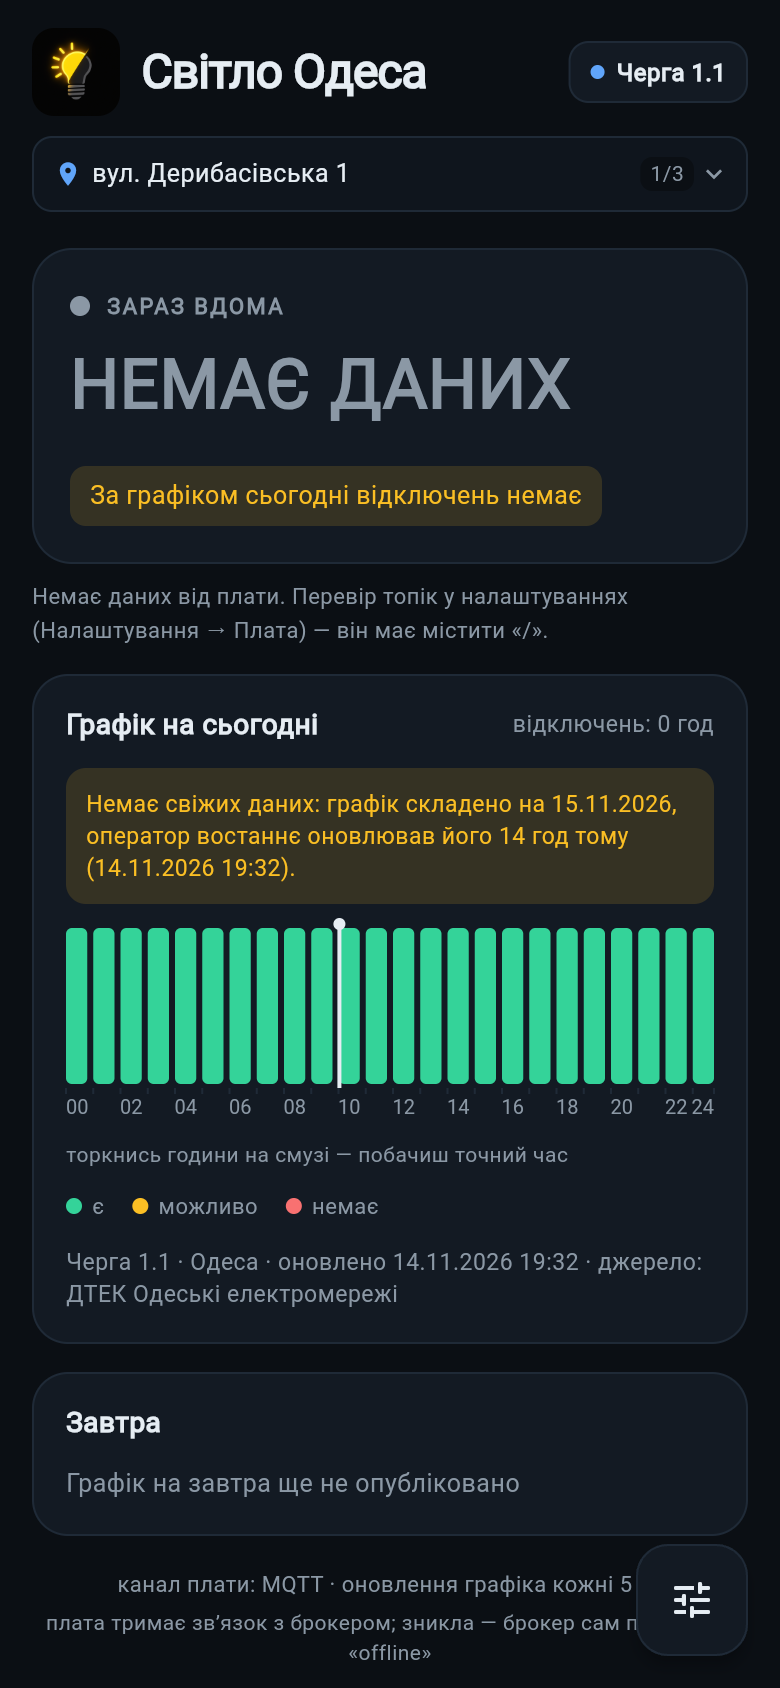 Світло Одеса
Черга 1.1
вул. Дерибасівська 1
1/3
ЗАРАЗ ВДОМА
НЕМАЄ ДАНИХ
За графіком сьогодні відключень немає
Немає даних від плати. Перевір топік у налаштуваннях
(Налаштування → Плата) — він має містити «/».
Графік на сьогодні
відключень: 0 год
Немає свіжих даних: графік складено на 15.11.2026,
оператор востаннє оновлював його 14 год тому
(14.11.2026 19:32).
00 02 04 06 08 10 12 14 16 18 20 22 24
торкнись години на смузі — побачиш точний час
є можливо немає
Черга 1.1 · Одеса · оновлено 14.11.2026 19:32 · джерело:
ДТЕК Одеські електромережі
Завтра
Графік на завтра ще не опубліковано
канал плати: MQTT · оновлення графіка кожні 5
плата тримає зв’язок з брокером; зникла — брокер сам
«offline»